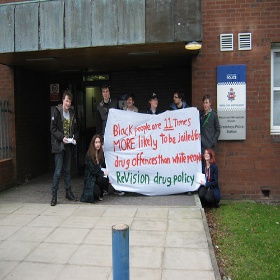 Black people are 11 times
MORE likely to be jailed for
drug offences than white people
ReVision drug policy
POLICE